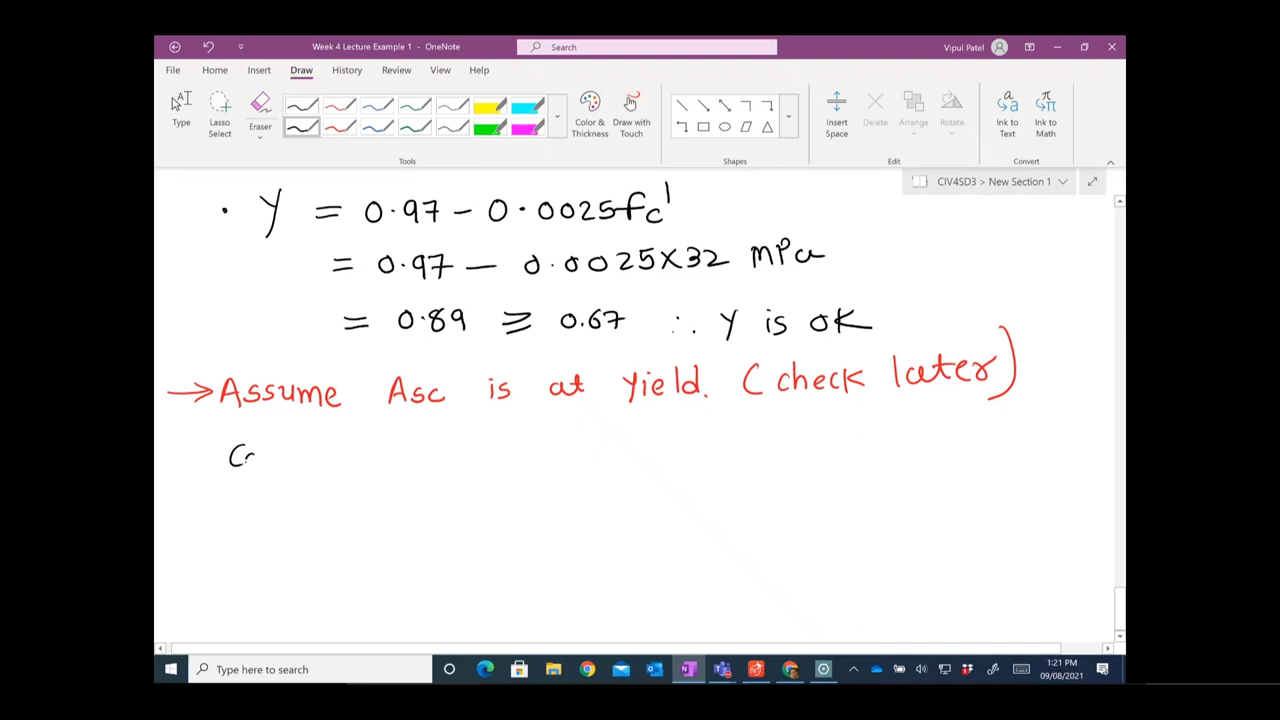 Week 4 Lecture Example 1 - OneNote
Search
Vipul Patel
File Home Insert Draw History Review View Help
Type
Lasso Select
Eraser
Color & Thickness
Draw with Touch
Insert Space
Delete
Arrange
Rotate
Ink to Text
Ink to Math
Tools
Shapes
Edit
Convert
CIV4SD3 > New Section 1
• γ = 0.97 - 0.0025 fc'
= 0.97 - 0.0025 X 32 mPa
= 0.89 ≥ 0.67 ∴ γ is OK
→ Assume Asc is at yield. (check later)
Type here to search
1:21 PM
09/08/2021